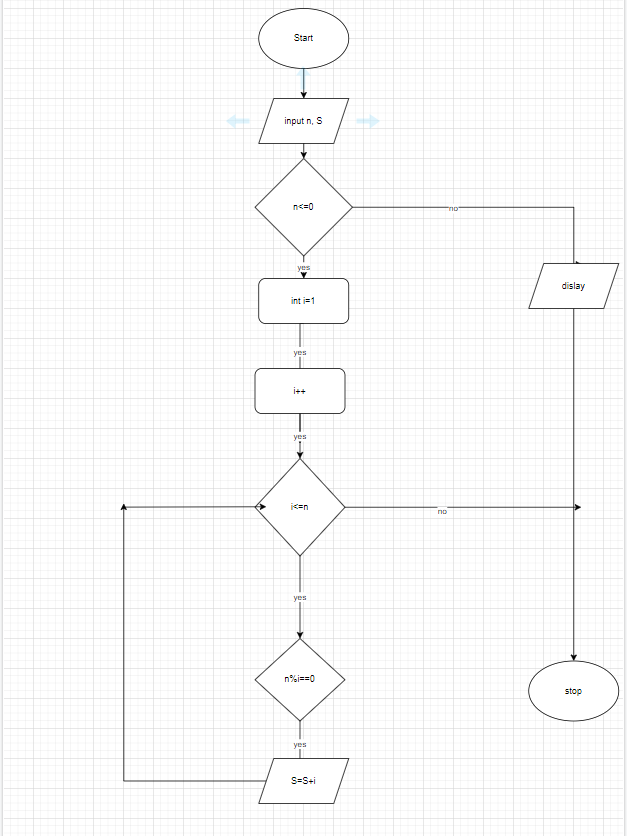 Start
input n, S
n<=0
no
yes
int i=1
dislay
yes
i++
yes
i<=n
no
yes
n%i==0
stop
yes
S=S+i